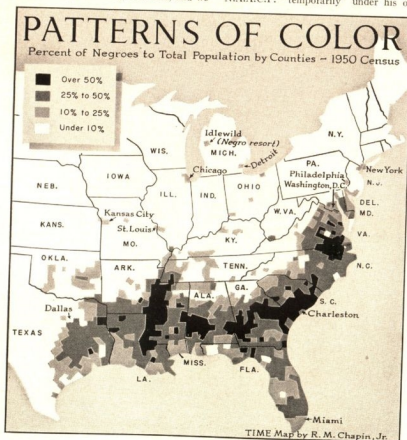 temporarily under his
PATTERNS OF COLOR
Percent of Negroes to Total Population by Counties – 1950 Census
Over 50%
25% to 50%
10% to 25%
Under 10%
Idlewild
(Negro resort)
MICH.
Detroit
WIS.
N.Y.
Chicago
IOWA
NEB.
ILL.
IND.
OHIO
PA.
Philadelphia
Washington, D.C.
New York
N.J.
DEL.
MD.
Kansas City
St. Louis
KANS.
MO.
KY.
W.VA.
VA.
OKLA.
ARK.
TENN.
N.C.
Dallas
ALA.
GA.
S.C.
Charleston
TEXAS
LA.
MISS.
FLA.
Miami
TIME Map by R. M. Chapin, Jr.